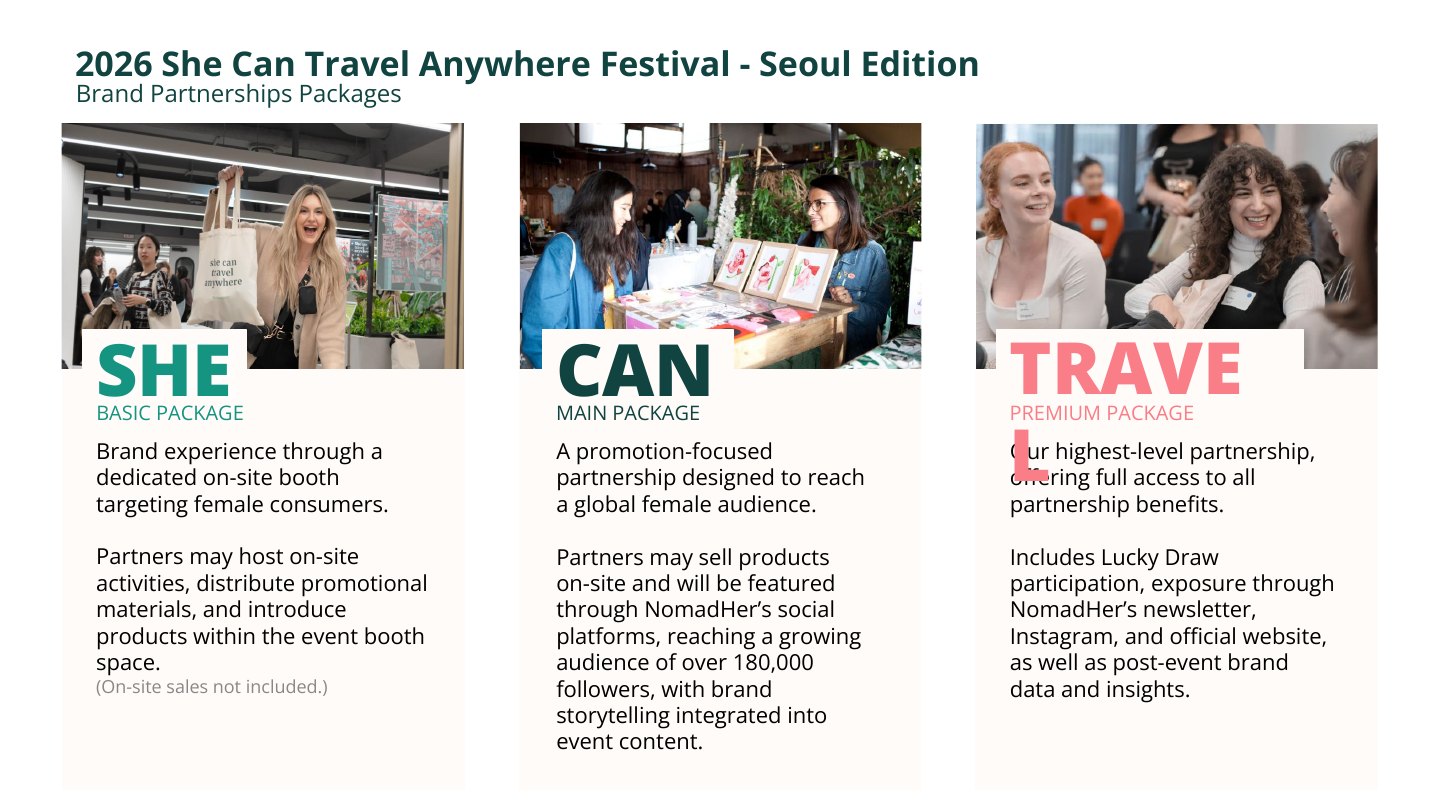 2026 She Can Travel Anywhere Festival - Seoul Edition
Brand Partnerships Packages
she can
travel
anywhere
SHE
BASIC PACKAGE
Brand experience through a
dedicated on-site booth
targeting female consumers.
Partners may host on-site
activities, distribute promotional
materials, and introduce
products within the event booth
space.
(On-site sales not included.)
CAN
MAIN PACKAGE
A promotion-focused
partnership designed to reach
a global female audience.
Partners may sell products
on-site and will be featured
through NomadHer’s social
platforms, reaching a growing
audience of over 180,000
followers, with brand
storytelling integrated into
event content.
TRAVE
L
PREMIUM PACKAGE
Our highest-level partnership,
offering full access to all
partnership benefits.
Includes Lucky Draw
participation, exposure through
NomadHer’s newsletter,
Instagram, and official website,
as well as post-event brand
data and insights.